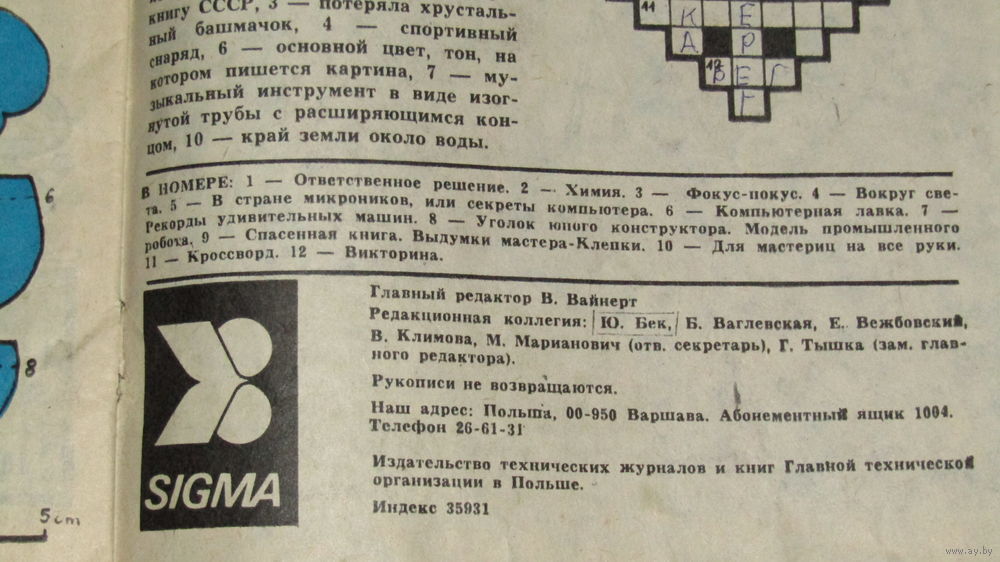 книгу СССР, 3 — потеряла хрусталь-
ный башмачок, 4 — спортивный
снаряд, 6 — основной цвет, тон, на
котором пишется картина, 7 — му-
зыкальный инструмент в виде изог-
нутой трубы с расширяющимся кон-
цом, 10 — край земли около воды.
11
К Е
Д Р
12
В Е Г
Г
6
8
5 cm
В НОМЕРЕ: 1 — Ответственное решение. 2 — Химия. 3 — Фокус-покус. 4 — Вокруг све-
та. 5 — В стране микроников, или секреты компьютера. 6 — Компьютерная лавка. 7 —
Рекорды удивительных машин. 8 — Уголок юного конструктора. Модель промышленного
робота. 9 — Спасенная книга. Выдумки мастера-Клепки. 10 — Для мастериц на все руки.
11 — Кроссворд. 12 — Викторина.
Главный редактор В. Вайнерт
Редакционная коллегия: Ю. Бек, Б. Ваглевская, Е. Вежбовский,
В. Климова, М. Марианович (отв. секретарь), Г. Тышка (зам. глав-
ного редактора).
Рукописи не возвращаются.
Наш адрес: Польша, 00-950 Варшава. Абонементный ящик 1004.
Телефон 26-61-31
Издательство технических журналов и книг Главной технической
организации в Польше.
Индекс 35931
SIGMA
www.ay.by